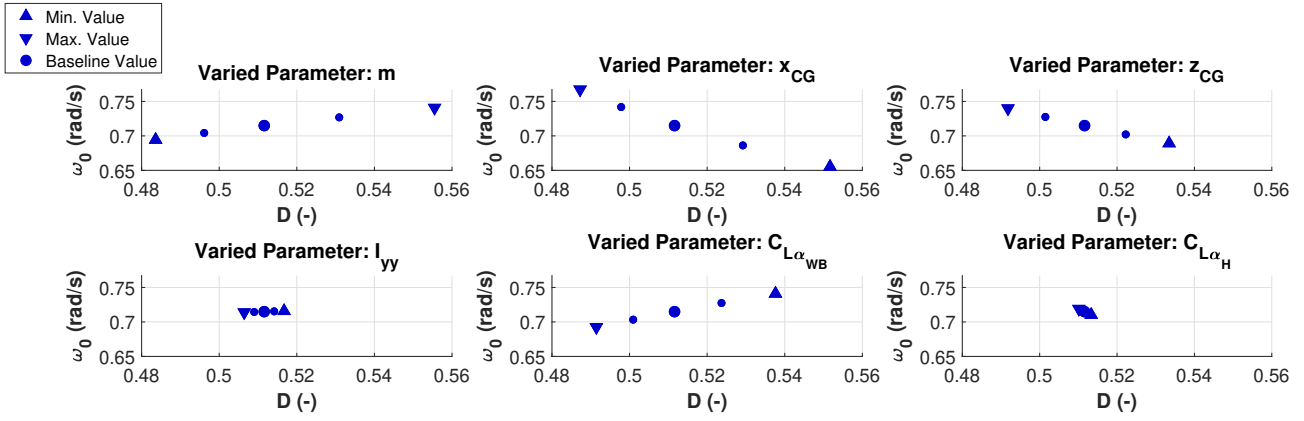 Min. Value
Max. Value
Baseline Value
Varied Parameter: m
0.75
0.7
0.65
ω0 (rad/s)
0.48 0.5 0.52 0.54 0.56
D (-)
Varied Parameter: xCG
0.75
0.7
0.65
ω0 (rad/s)
0.48 0.5 0.52 0.54 0.56
D (-)
Varied Parameter: zCG
0.75
0.7
0.65
ω0 (rad/s)
0.48 0.5 0.52 0.54 0.56
D (-)
Varied Parameter: Iyy
0.75
0.7
0.65
ω0 (rad/s)
0.48 0.5 0.52 0.54 0.56
D (-)
Varied Parameter: CLαWB
0.75
0.7
0.65
ω0 (rad/s)
0.48 0.5 0.52 0.54 0.56
D (-)
Varied Parameter: CLαH
0.75
0.7
0.65
ω0 (rad/s)
0.48 0.5 0.52 0.54 0.56
D (-)